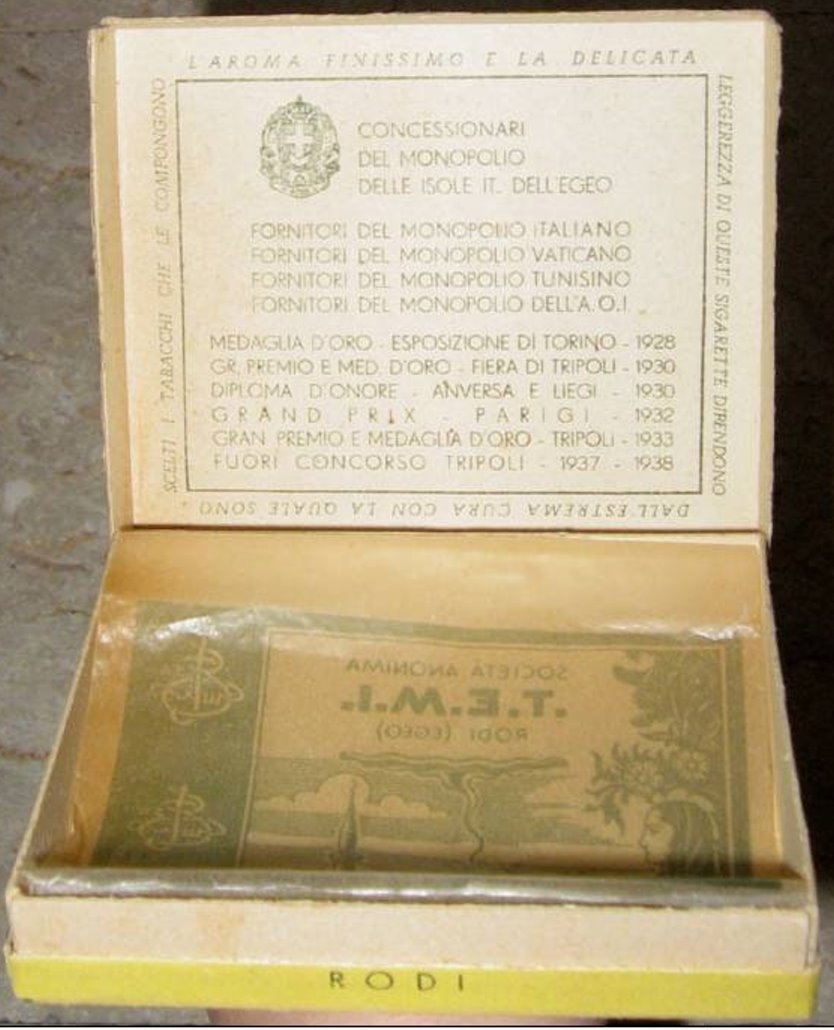 L'AROMA FINISSIMO E LA DELICATA
LEGGEREZZA DI QUESTE SIGARETTE DIPENDONO
DALL'ESTREMA CURA CON LA QUALE SONO
SCELTI I TABACCHI CHE LE COMPONGONO
CONCESSIONARI
DEL MONOPOLIO
DELLE ISOLE IT. DELL'EGEO
FORNITORI DEL MONOPOLIO ITALIANO
FORNITORI DEL MONOPOLIO VATICANO
FORNITORI DEL MONOPOLIO TUNISINO
FORNITORI DEL MONOPOLIO DELL'A.O.I.
MEDAGLIA D'ORO - ESPOSIZIONE DI TORINO - 1928
GR. PREMIO E MED. D'ORO - FIERA DI TRIPOLI - 1930
DIPLOMA D'ONORE - ANVERSA E LIEGI - 1930
GRAND PRIX - PARIGI - 1932
GRAN PREMIO E MEDAGLIA D'ORO - TRIPOLI - 1933
FUORI CONCORSO TRIPOLI - 1937 - 1938
SOCIETÀ ANONIMA
T.E.M.I.
RODI (EGEO)
RODI